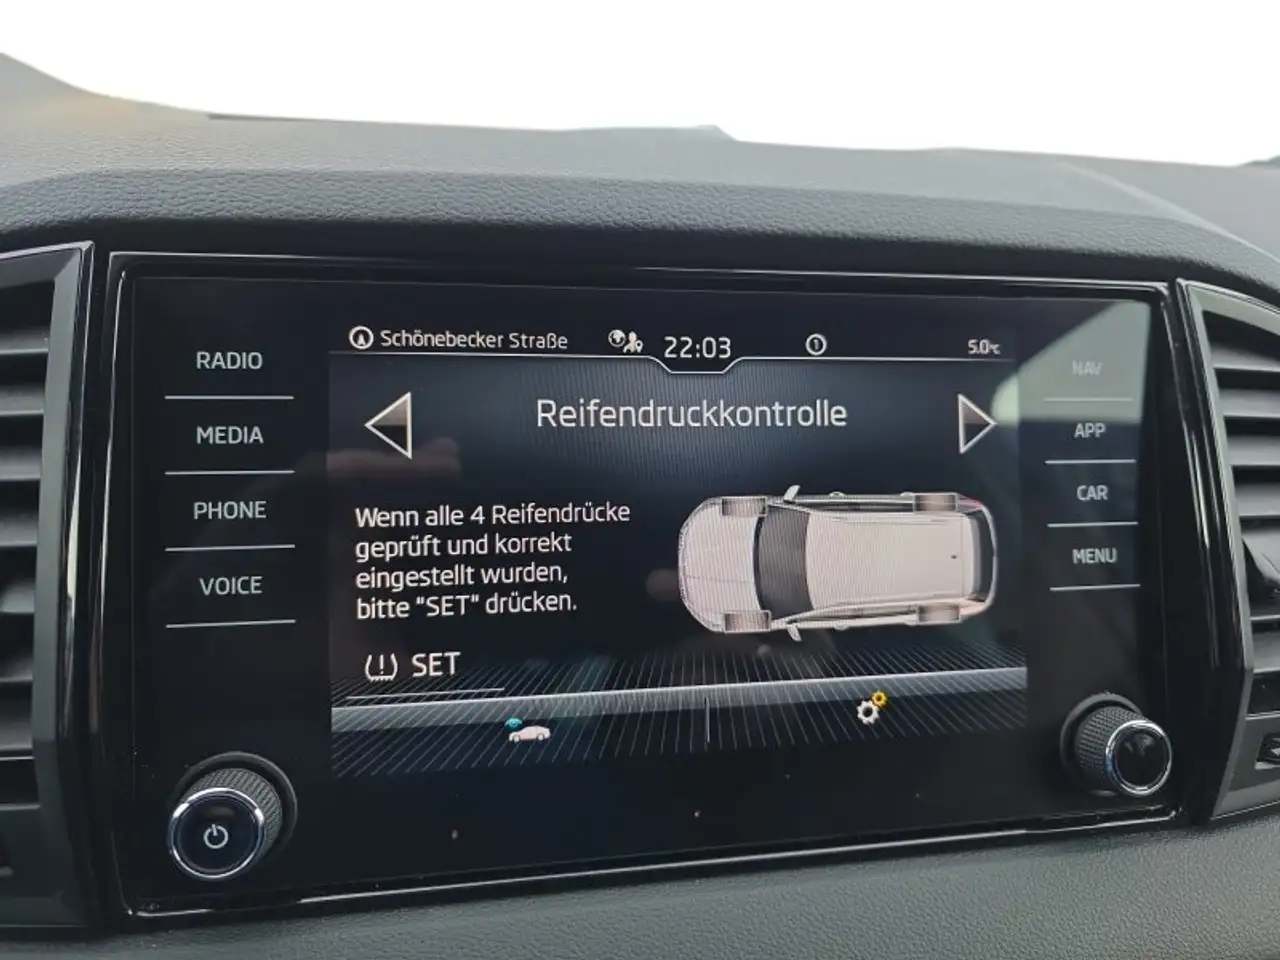 Schönebecker Straße 22:03 1 5.0°C
RADIO
MEDIA
PHONE
VOICE
Reifendruckkontrolle
Wenn alle 4 Reifendrücke
geprüft und korrekt
eingestellt wurden,
bitte "SET" drücken.
SET
NAV
APP
CAR
MENU